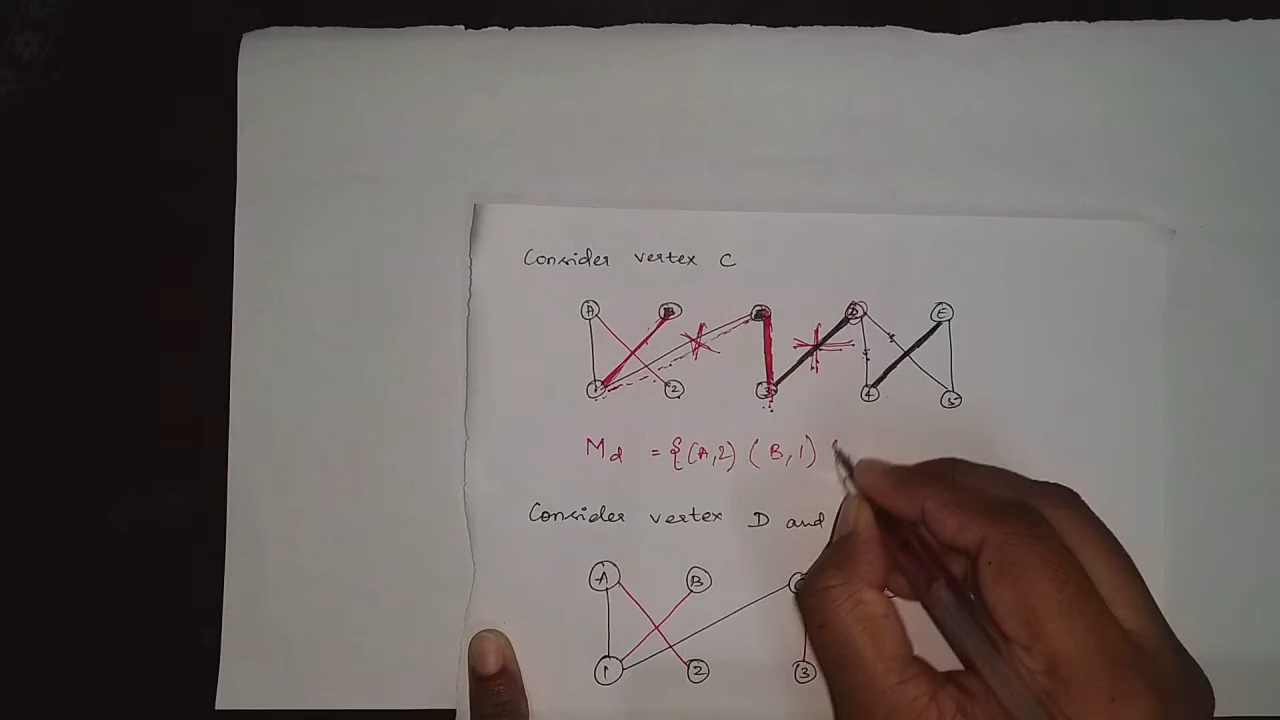 Consider vertex C
A B D E
1 2 3 4 5
Md = {(A,2) (B,1) (
Consider vertex D and
A B C
1 2 3